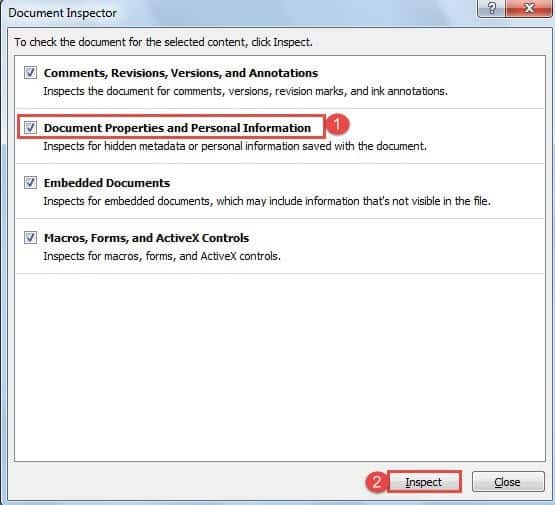 Document Inspector
?
To check the document for the selected content, click Inspect.
Comments, Revisions, Versions, and Annotations
Inspects the document for comments, versions, revision marks, and ink annotations.
Document Properties and Personal Information 1
Inspects for hidden metadata or personal information saved with the document.
Embedded Documents
Inspects for embedded documents, which may include information that's not visible in the file.
Macros, Forms, and ActiveX Controls
Inspects for macros, forms, and ActiveX controls.
2 Inspect Close